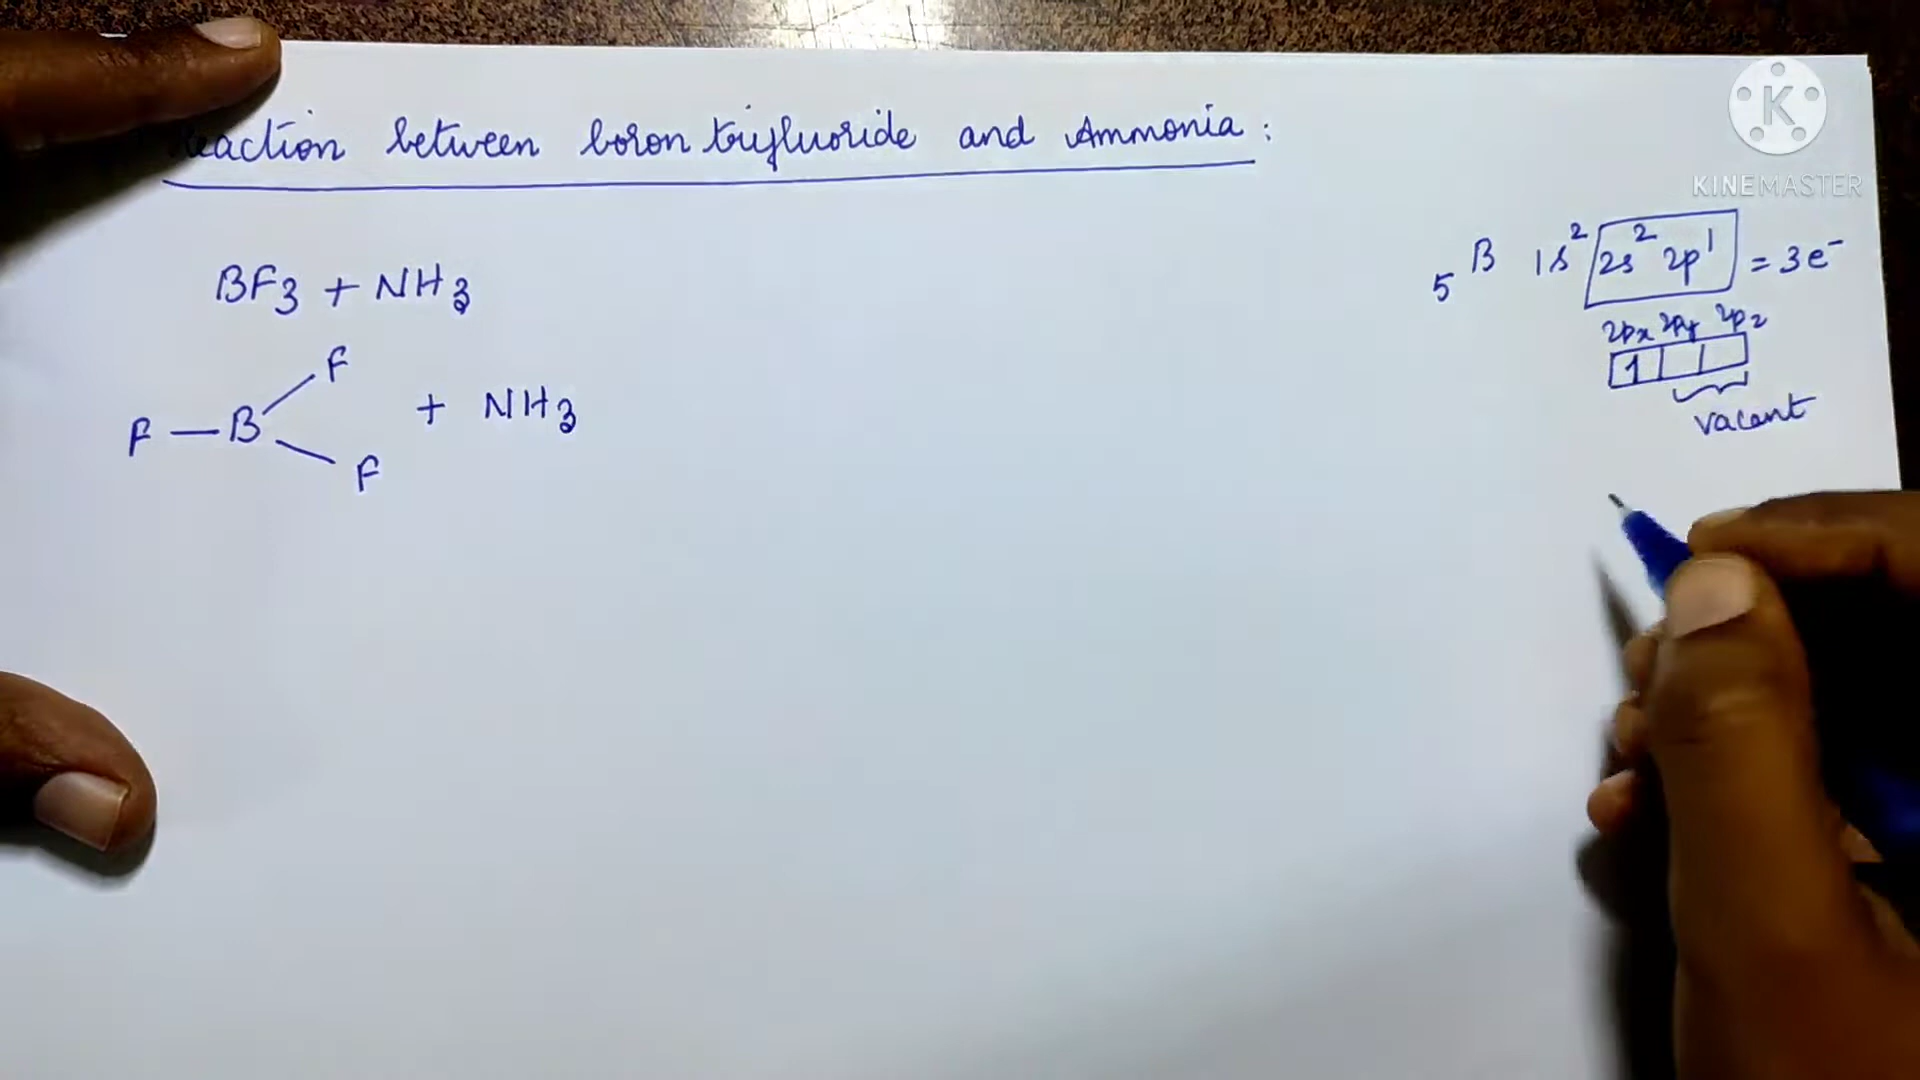 Reaction between boron trifluoride and Ammonia :
KINEMASTER
BF3 + NH3
5 B 1s2 2s2 2p1 = 3e-
2px 2py 2pz
1
vacant
F
F — B + NH3
F